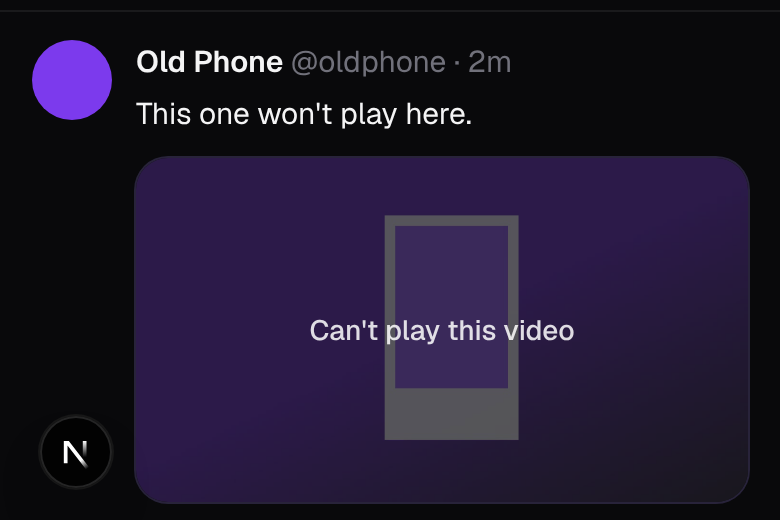 Old Phone @oldphone · 2m
This one won't play here.
Can't play this video
N